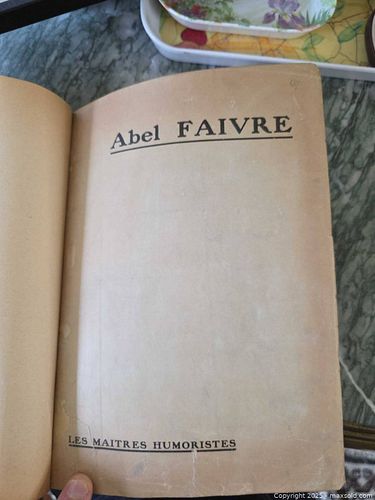 Abel FAIVRE
LES MAITRES HUMORISTES
Copyright 2025 - maxsold.com